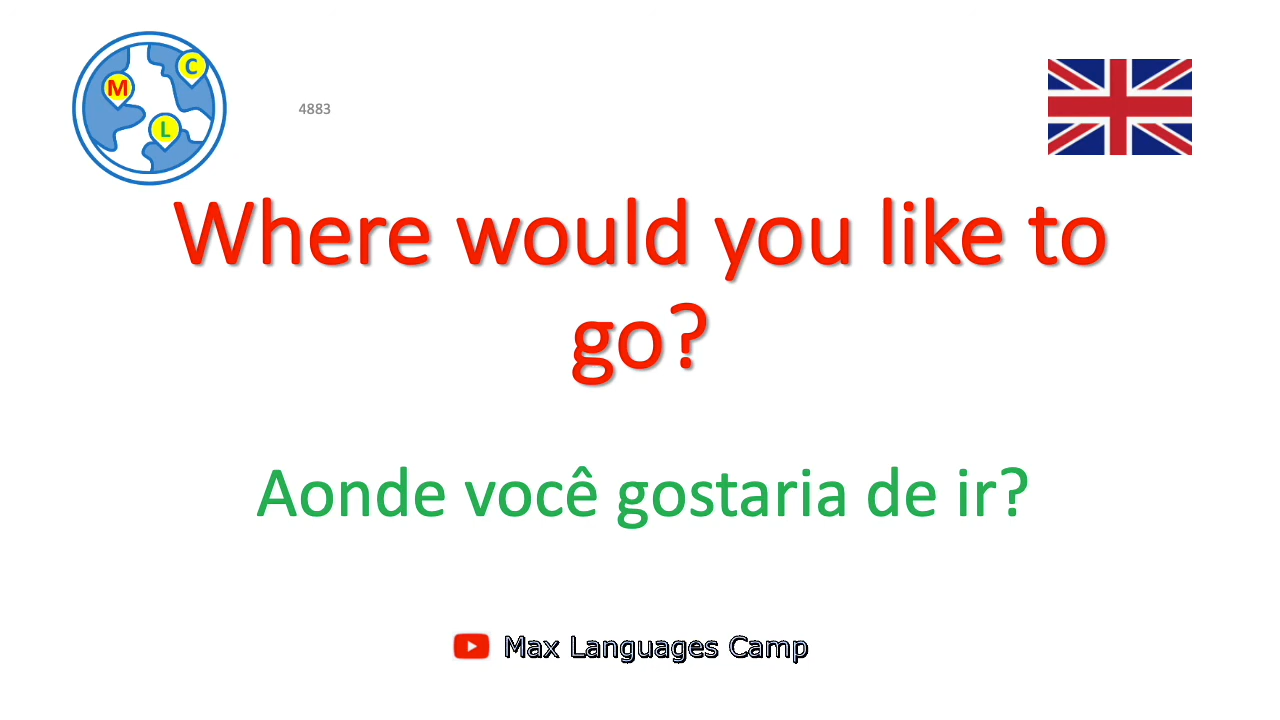 M
C
L
4883
Where would you like to
go?
Aonde você gostaria de ir?
Max Languages Camp